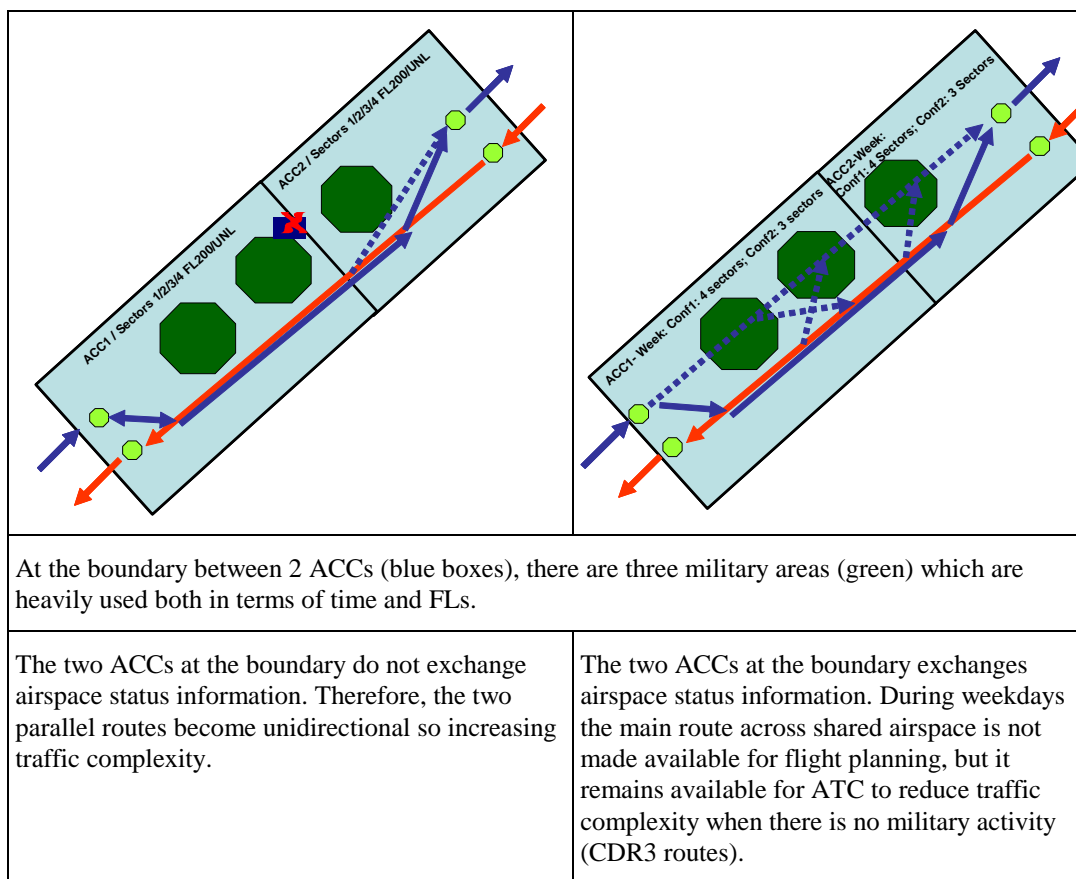 ACC1 / Sectors 1/2/3/4 FL200/UNL
ACC2 / Sectors 1/2/3/4 FL200/UNL
ACC1- Week: Conf1: 4 sectors; Conf2: 3 sectors
ACC2-Week:
Conf1: 4 Sectors; Conf2: 3 Sectors
At the boundary between 2 ACCs (blue boxes), there are three military areas (green) which are
heavily used both in terms of time and FLs.
The two ACCs at the boundary do not exchange
airspace status information. Therefore, the two
parallel routes become unidirectional so increasing
traffic complexity.
The two ACCs at the boundary exchanges
airspace status information. During weekdays
the main route across shared airspace is not
made available for flight planning, but it
remains available for ATC to reduce traffic
complexity when there is no military activity
(CDR3 routes).